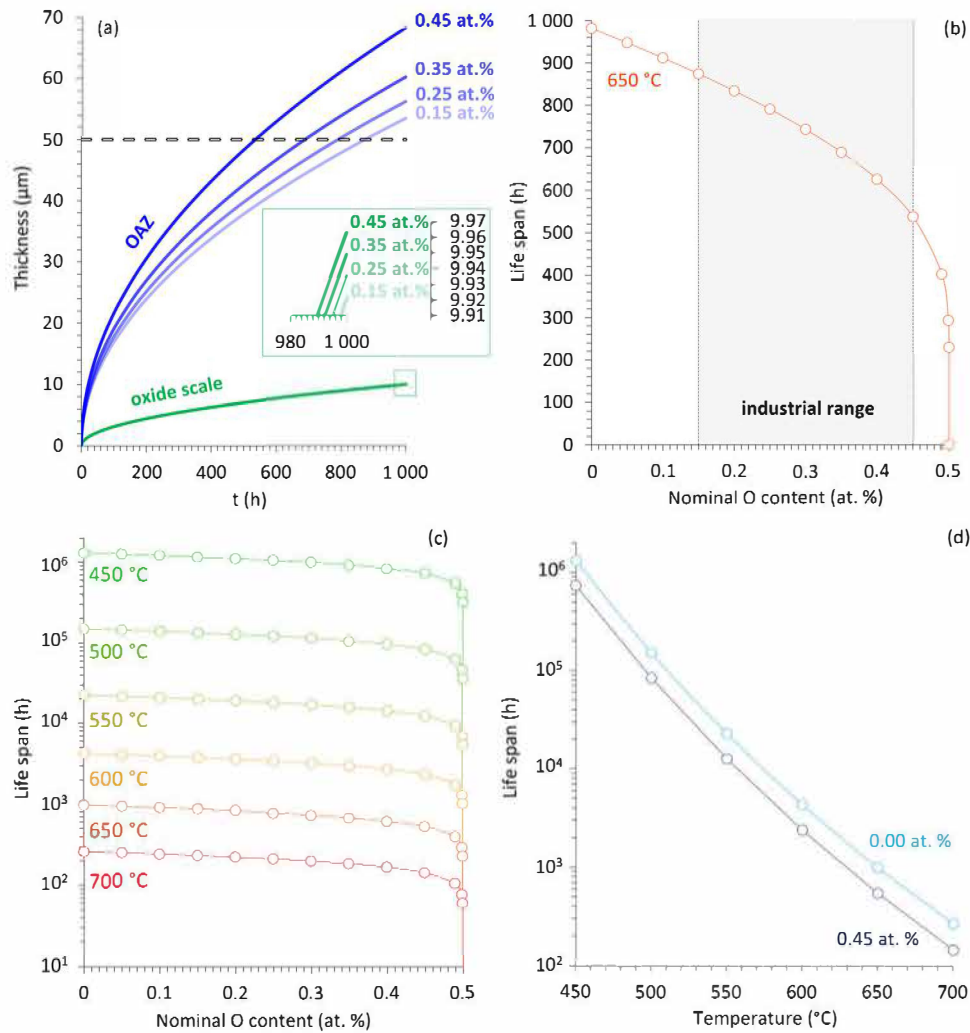 (a)
70
60
50
40
30
20
10
0
Thickness (µm)
0.45 at.%
0.35 at.%
0.25 at.%
0.15 at.%
OAZ
oxide scale
0.45 at.%
0.35 at.%
0.25 at.%
0.15 at.%
9.97
9.96
9.95
9.94
9.93
9.92
9.91
980 1 000
0 200 400 600 800 1 000
t (h)
(b)
1 000
900
800
700
600
500
400
300
200
100
0
Life span (h)
650 °C
industrial range
0 0.1 0.2 0.3 0.4 0.5
Nominal O content (at. %)
(c)
10⁶
10⁵
10⁴
10³
10²
10¹
Life span (h)
450 °C
500 °C
550 °C
600 °C
650 °C
700 °C
0 0.1 0.2 0.3 0.4 0.5
Nominal O content (at. %)
(d)
10⁶
10⁵
10⁴
10³
10²
Life span (h)
0.00 at. %
0.45 at. %
450 500 550 600 650 700
Temperature (°C)